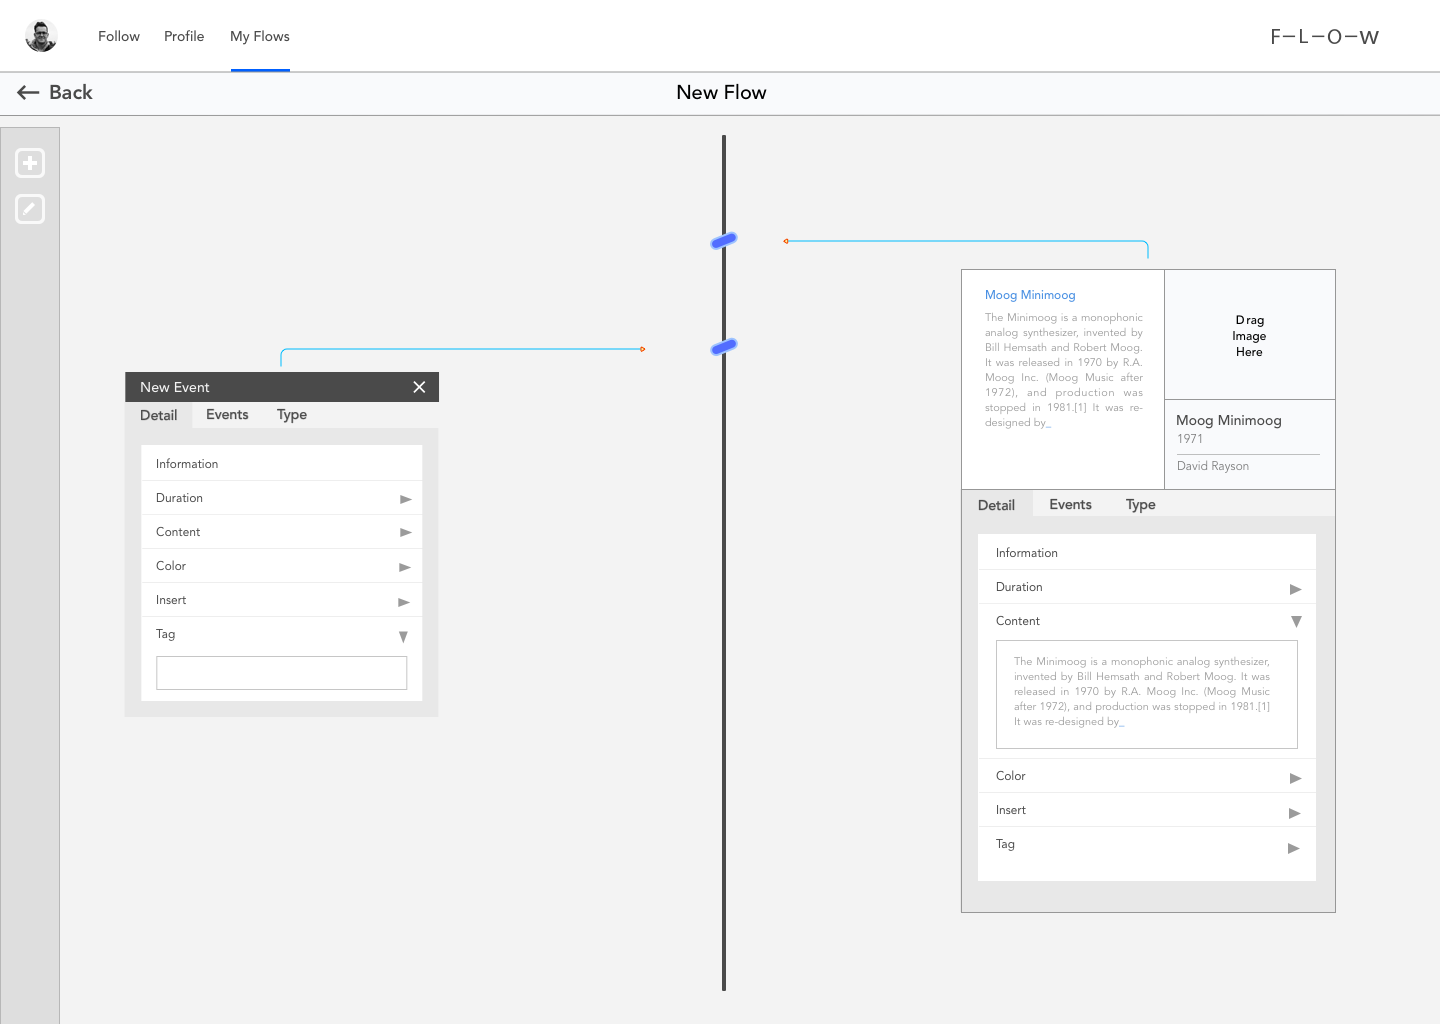 Follow
Profile
My Flows
F—L—O—W
Back
New Flow
Moog Minimoog
The Minimoog is a monophonic
analog synthesizer, invented by
Bill Hemsath and Robert Moog.
It was released in 1970 by R.A.
Moog Inc. (Moog Music after
1972), and production was
stopped in 1981.[1] It was re-
designed by_
Drag
Image
Here
Moog Minimoog
1971
David Rayson
New Event
Detail
Events
Type
Information
Duration
Content
Color
Insert
Tag
Detail
Events
Type
Information
Duration
Content
The Minimoog is a monophonic analog synthesizer,
invented by Bill Hemsath and Robert Moog. It was
released in 1970 by R.A. Moog Inc. (Moog Music
after 1972), and production was stopped in 1981.[1]
It was re-designed by_
Color
Insert
Tag